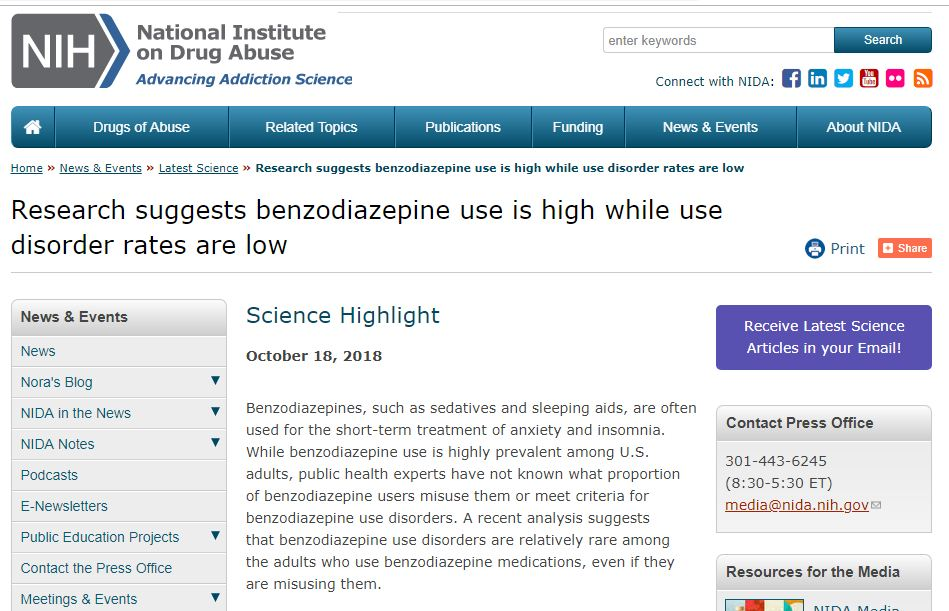 NIH
National Institute
on Drug Abuse
Advancing Addiction Science
enter keywords
Search
Connect with NIDA:
You
Tube
Drugs of Abuse
Related Topics
Publications
Funding
News & Events
About NIDA
Home » News & Events » Latest Science » Research suggests benzodiazepine use is high while use disorder rates are low
Research suggests benzodiazepine use is high while use
disorder rates are low
Print
Share
News & Events
News
Nora's Blog
NIDA in the News
NIDA Notes
Podcasts
E-Newsletters
Public Education Projects
Contact the Press Office
Meetings & Events
Science Highlight
October 18, 2018
Benzodiazepines, such as sedatives and sleeping aids, are often
used for the short-term treatment of anxiety and insomnia.
While benzodiazepine use is highly prevalent among U.S.
adults, public health experts have not known what proportion
of benzodiazepine users misuse them or meet criteria for
benzodiazepine use disorders. A recent analysis suggests
that benzodiazepine use disorders are relatively rare among
the adults who use benzodiazepine medications, even if they
are misusing them.
Receive Latest Science
Articles in your Email!
Contact Press Office
301-443-6245
(8:30-5:30 ET)
media@nida.nih.gov
Resources for the Media
NIDA Media